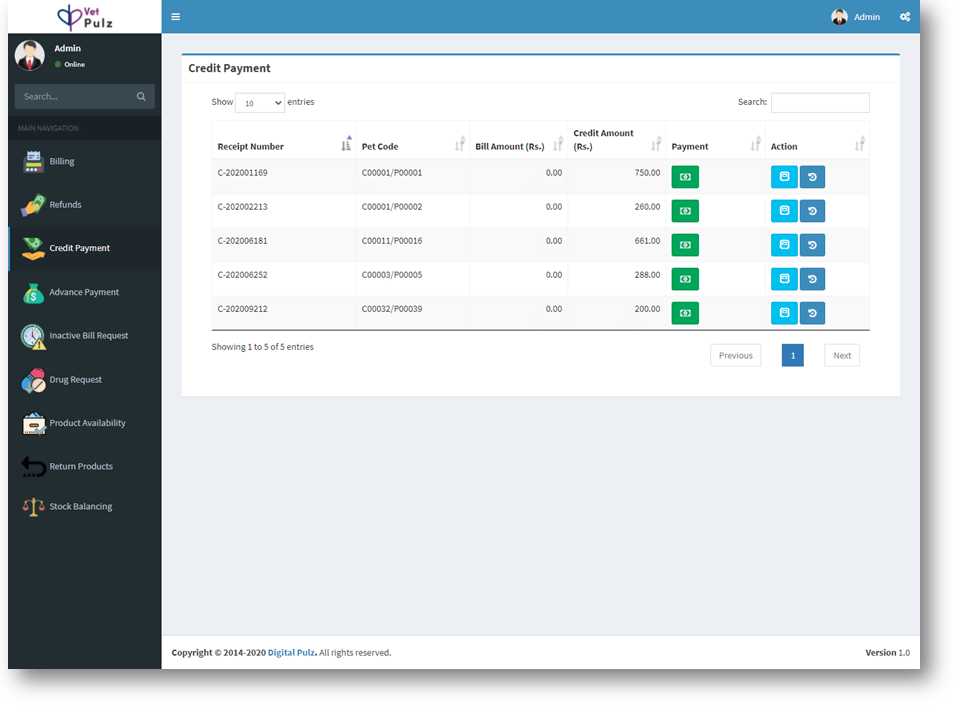 Vet
Pulz
Admin
Admin
Online
Search...
MAIN NAVIGATION
Billing
Refunds
Credit Payment
Advance Payment
Inactive Bill Request
Drug Request
Product Availability
Return Products
Stock Balancing
Credit Payment
Show 10 entries
Search:
Receipt Number Pet Code Bill Amount (Rs.) Credit Amount (Rs.) Payment Action
C-202001169 C00001/P00001 0.00 750.00
C-202002213 C00001/P00002 0.00 260.00
C-202006181 C00011/P00016 0.00 661.00
C-202006252 C00003/P00005 0.00 288.00
C-202009212 C00032/P00039 0.00 200.00
Showing 1 to 5 of 5 entries
Previous 1 Next
Copyright © 2014-2020 Digital Pulz. All rights reserved.
Version 1.0